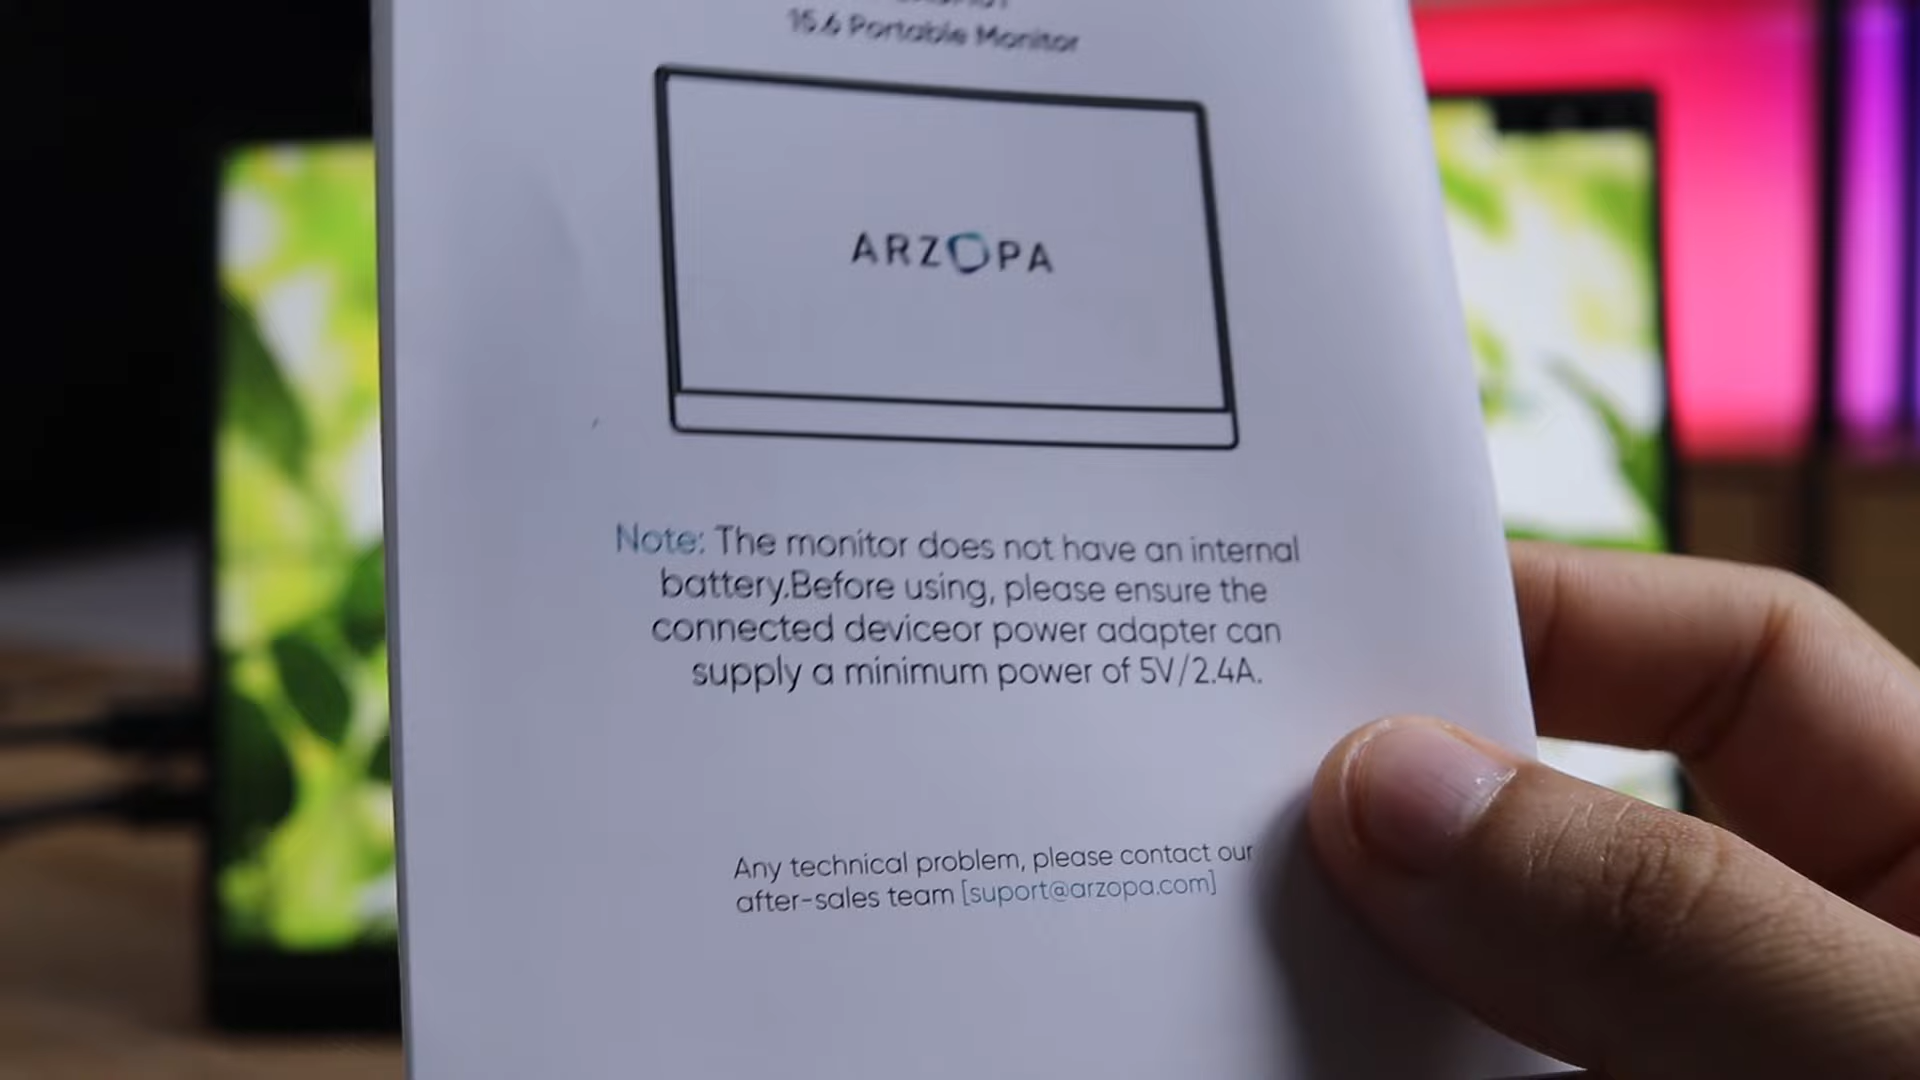 15.6 Portable Monitor
ARZOPA
Note: The monitor does not have an internal
battery.Before using, please ensure the
connected deviceor power adapter can
supply a minimum power of 5V/2.4A.
Any technical problem, please contact our
after-sales team [suport@arzopa.com]